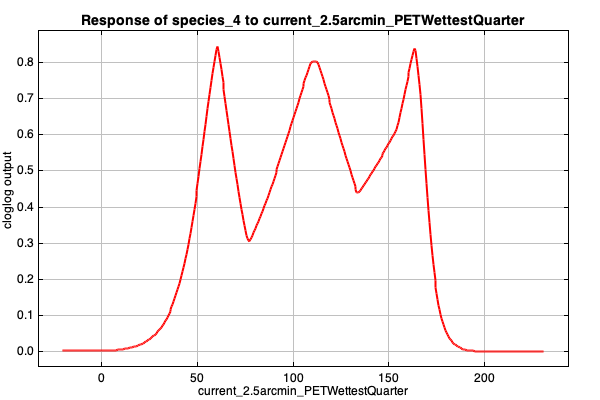 Response of species_4 to current_2.5arcmin_PETWettestQuarter
cloglog output
0.8
0.7
0.6
0.5
0.4
0.3
0.2
0.1
0.0
0 50 100 150 200
current_2.5arcmin_PETWettestQuarter